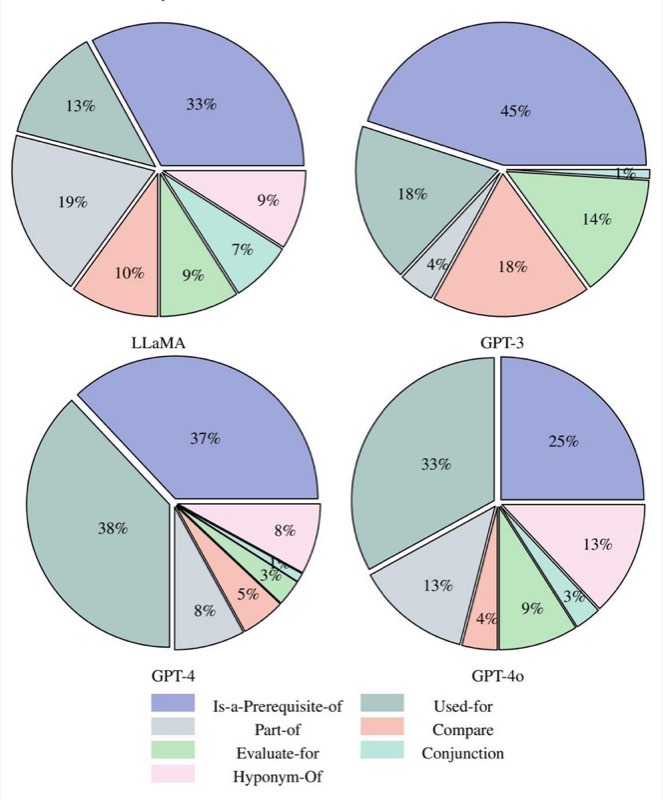 33%
13%
19%
10%
9%
7%
9%
LLaMA
45%
18%
4%
18%
14%
1%
GPT-3
37%
38%
8%
5%
3%
1%
8%
GPT-4
25%
33%
13%
4%
9%
3%
13%
GPT-4o
Is-a-Prerequisite-of
Used-for
Part-of
Compare
Evaluate-for
Conjunction
Hyponym-Of